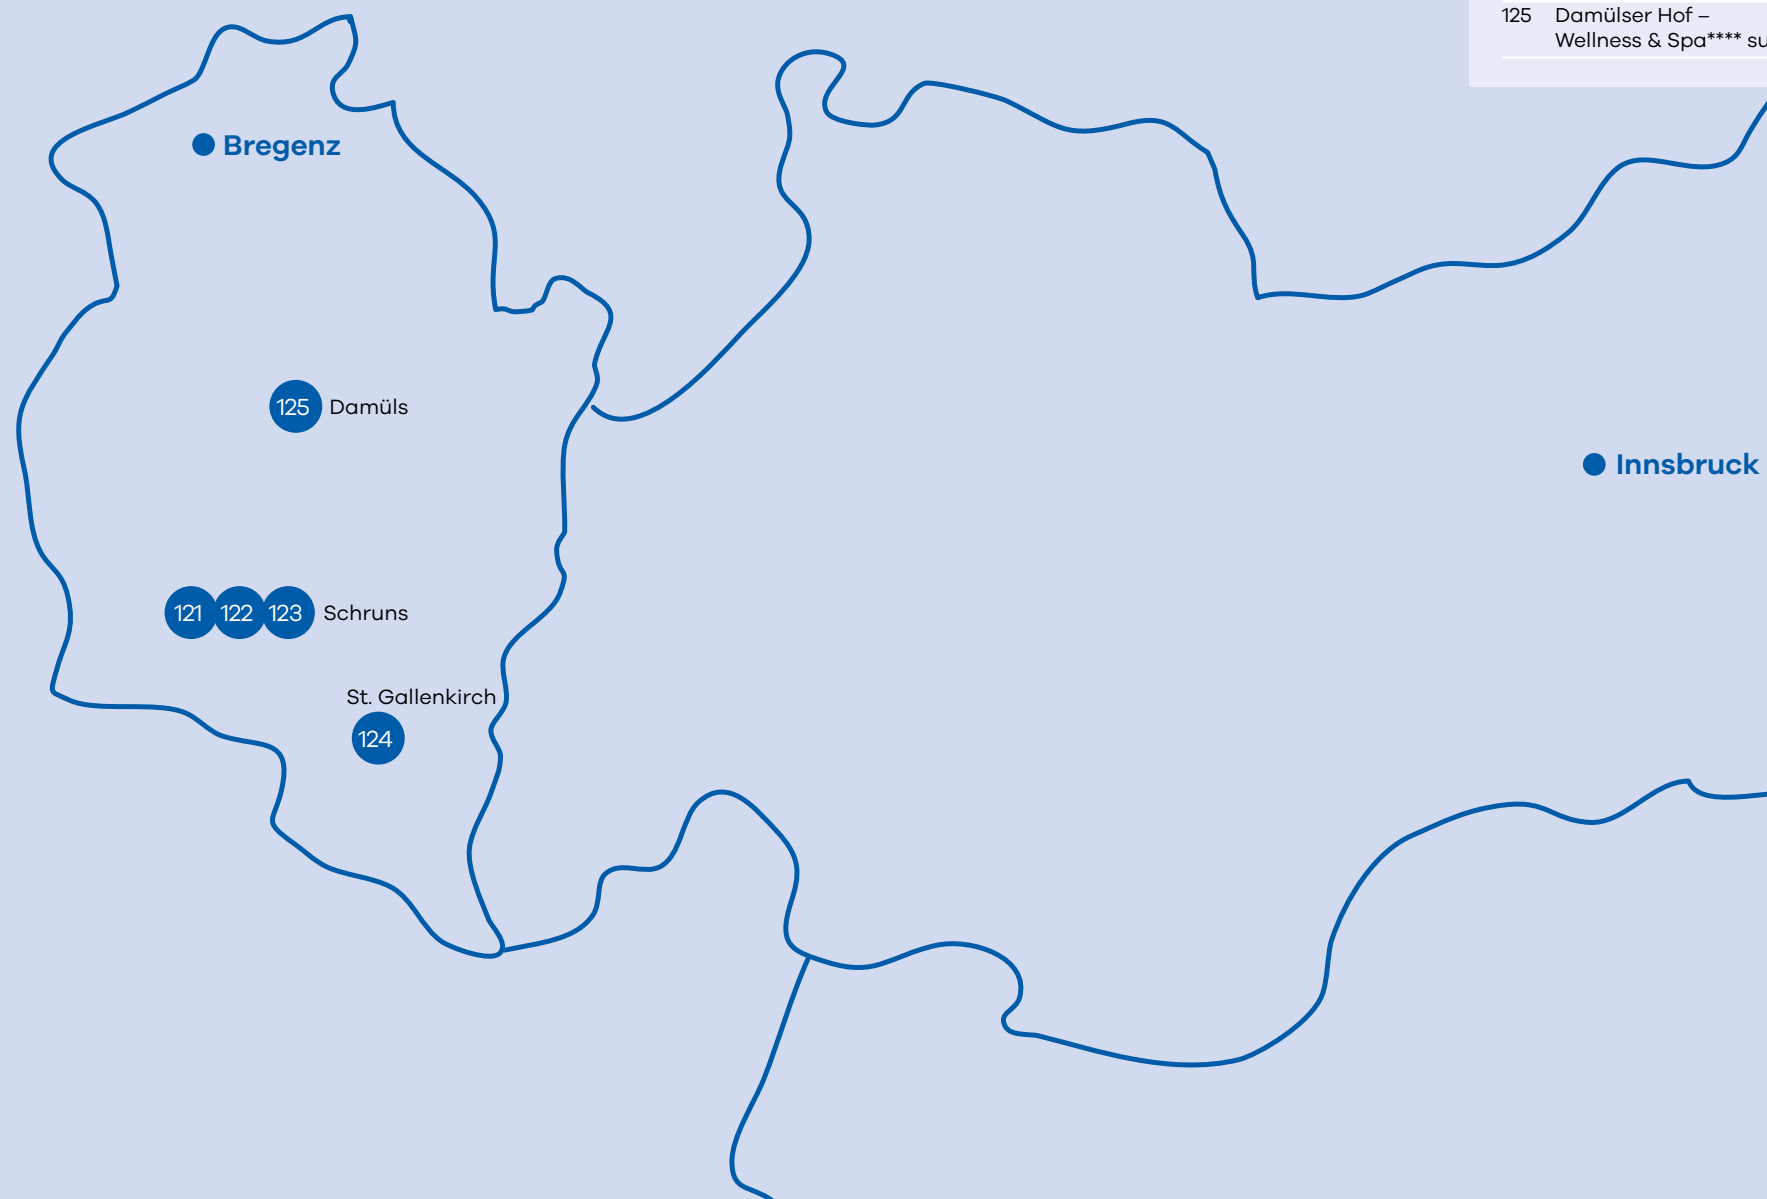 125 Damülser Hof –
Wellness & Spa****
Bregenz
125 Damüls
Innsbruck
121 122 123 Schruns
St. Gallenkirch
124